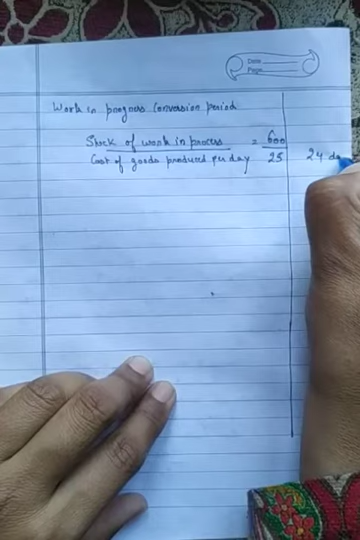 Date
Page
Work in progress Conversion period
Stock of work in process = 600
Cost of goods produced per day 25 24 da